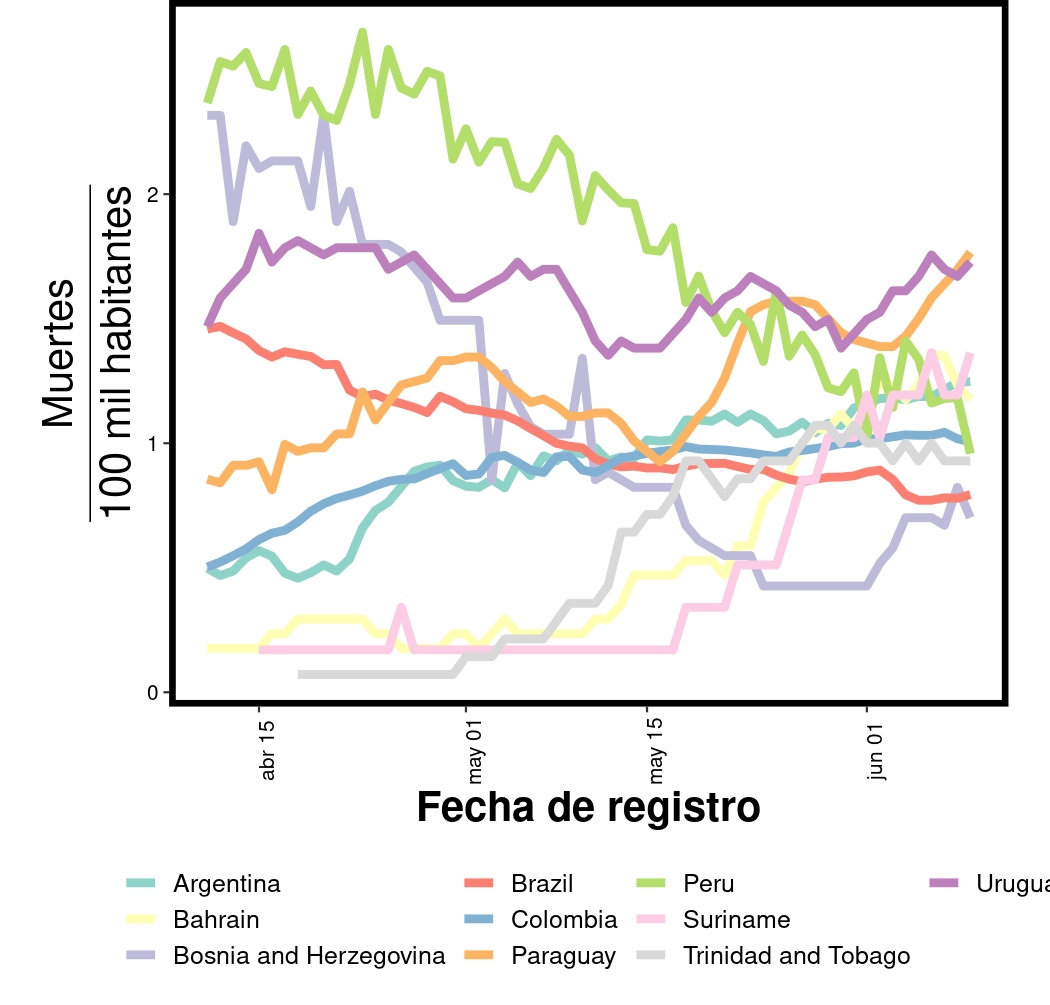 Muertes
100 mil habitantes
2
1
0
abr 15
may 01
may 15
jun 01
Fecha de registro
Argentina
Brazil
Peru
Urugua
Bahrain
Colombia
Suriname
Bosnia and Herzegovina
Paraguay
Trinidad and Tobago